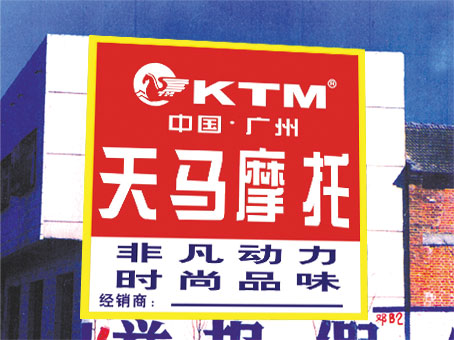 KTM®
中国·广州
天马摩托
非凡动力
时尚品味
经销商：